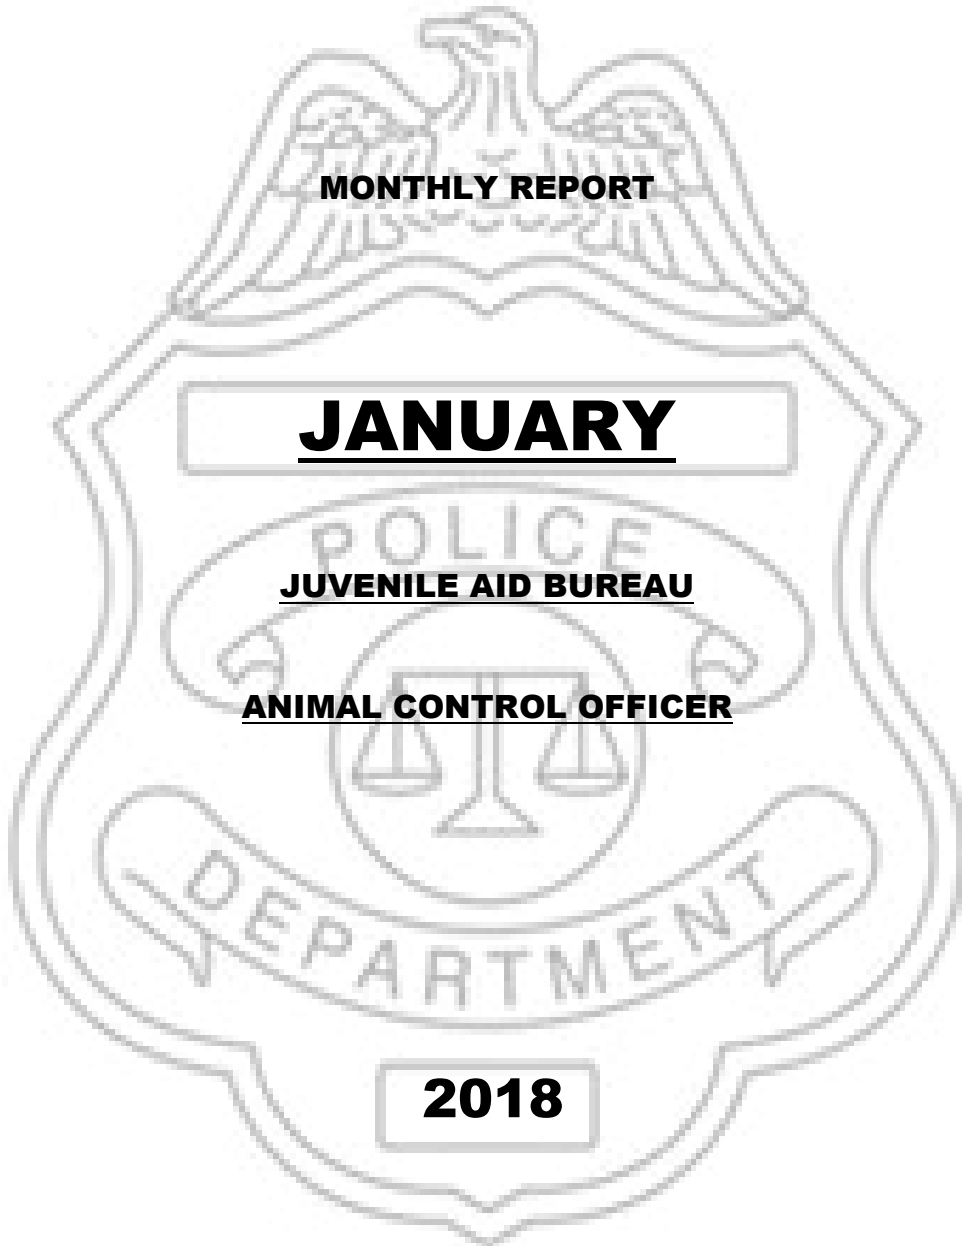 MONTHLY REPORT
JANUARY
POLICE
JUVENILE AID BUREAU
ANIMAL CONTROL OFFICER
DEPARTMENT
2018